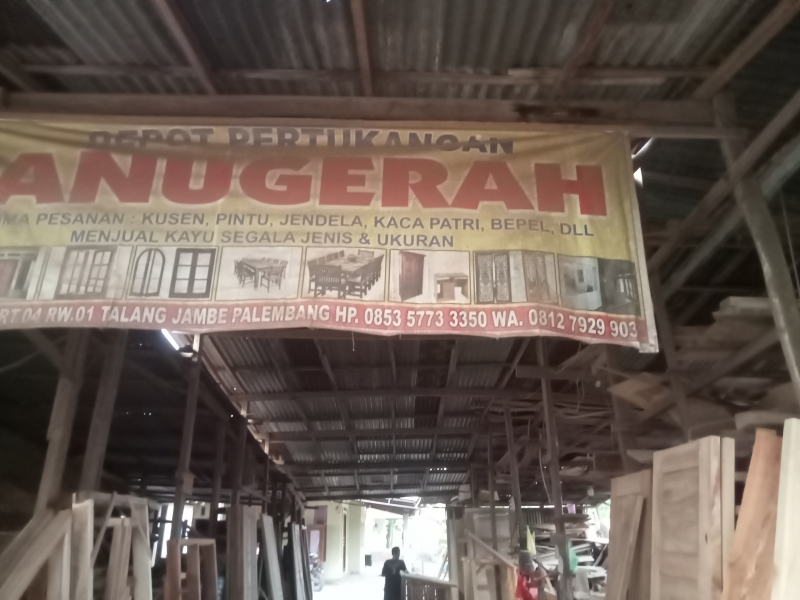 DEPOT PERTUKANGAN
ANUGERAH
PESANAN : KUSEN, PINTU, JENDELA, KACA PATRI, BEPEL, DLL
MENJUAL KAYU SEGALA JENIS & UKURAN
RT.04 RW.01 TALANG JAMBE PALEMBANG HP. 0853 5773 3350 WA. 0812 7929 903